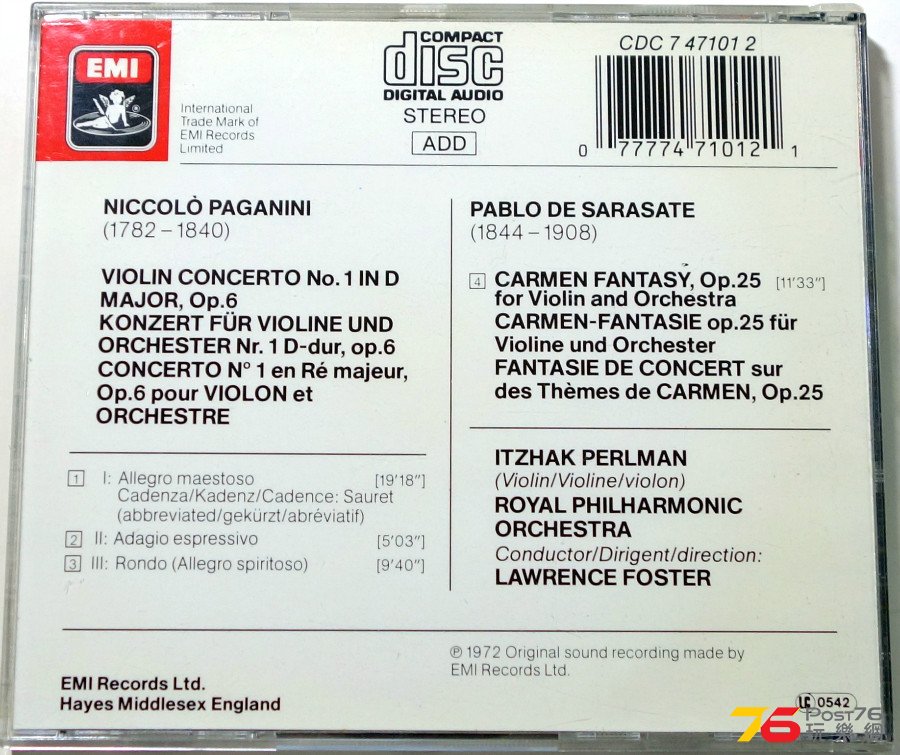 EMI
International
Trade Mark of
EMI Records
Limited
COMPACT
disc
DIGITAL AUDIO
STEREO
ADD
CDC 7 47101 2
0 77774 71012 1
NICCOLÒ PAGANINI
(1782 – 1840)
VIOLIN CONCERTO No. 1 IN D
MAJOR, Op.6
KONZERT FÜR VIOLINE UND
ORCHESTER Nr. 1 D-dur, op.6
CONCERTO Nº 1 en Ré majeur,
Op.6 pour VIOLON et
ORCHESTRE
1 I: Allegro maestoso [19'18"]
Cadenza/Kadenz/Cadence: Sauret
(abbreviated/gekürzt/abréviatif)
2 II: Adagio espressivo [5'03"]
3 III: Rondo (Allegro spiritoso) [9'40"]
PABLO DE SARASATE
(1844 – 1908)
4 CARMEN FANTASY, Op.25 [11'33"]
for Violin and Orchestra
CARMEN-FANTASIE op.25 für
Violine und Orchester
FANTASIE DE CONCERT sur
des Thèmes de CARMEN, Op.25
ITZHAK PERLMAN
(Violin/Violine/violon)
ROYAL PHILHARMONIC
ORCHESTRA
Conductor/Dirigent/direction:
LAWRENCE FOSTER
℗ 1972 Original sound recording made by
EMI Records Ltd.
EMI Records Ltd.
Hayes Middlesex England
LC 0542
76 Post76
玩樂網